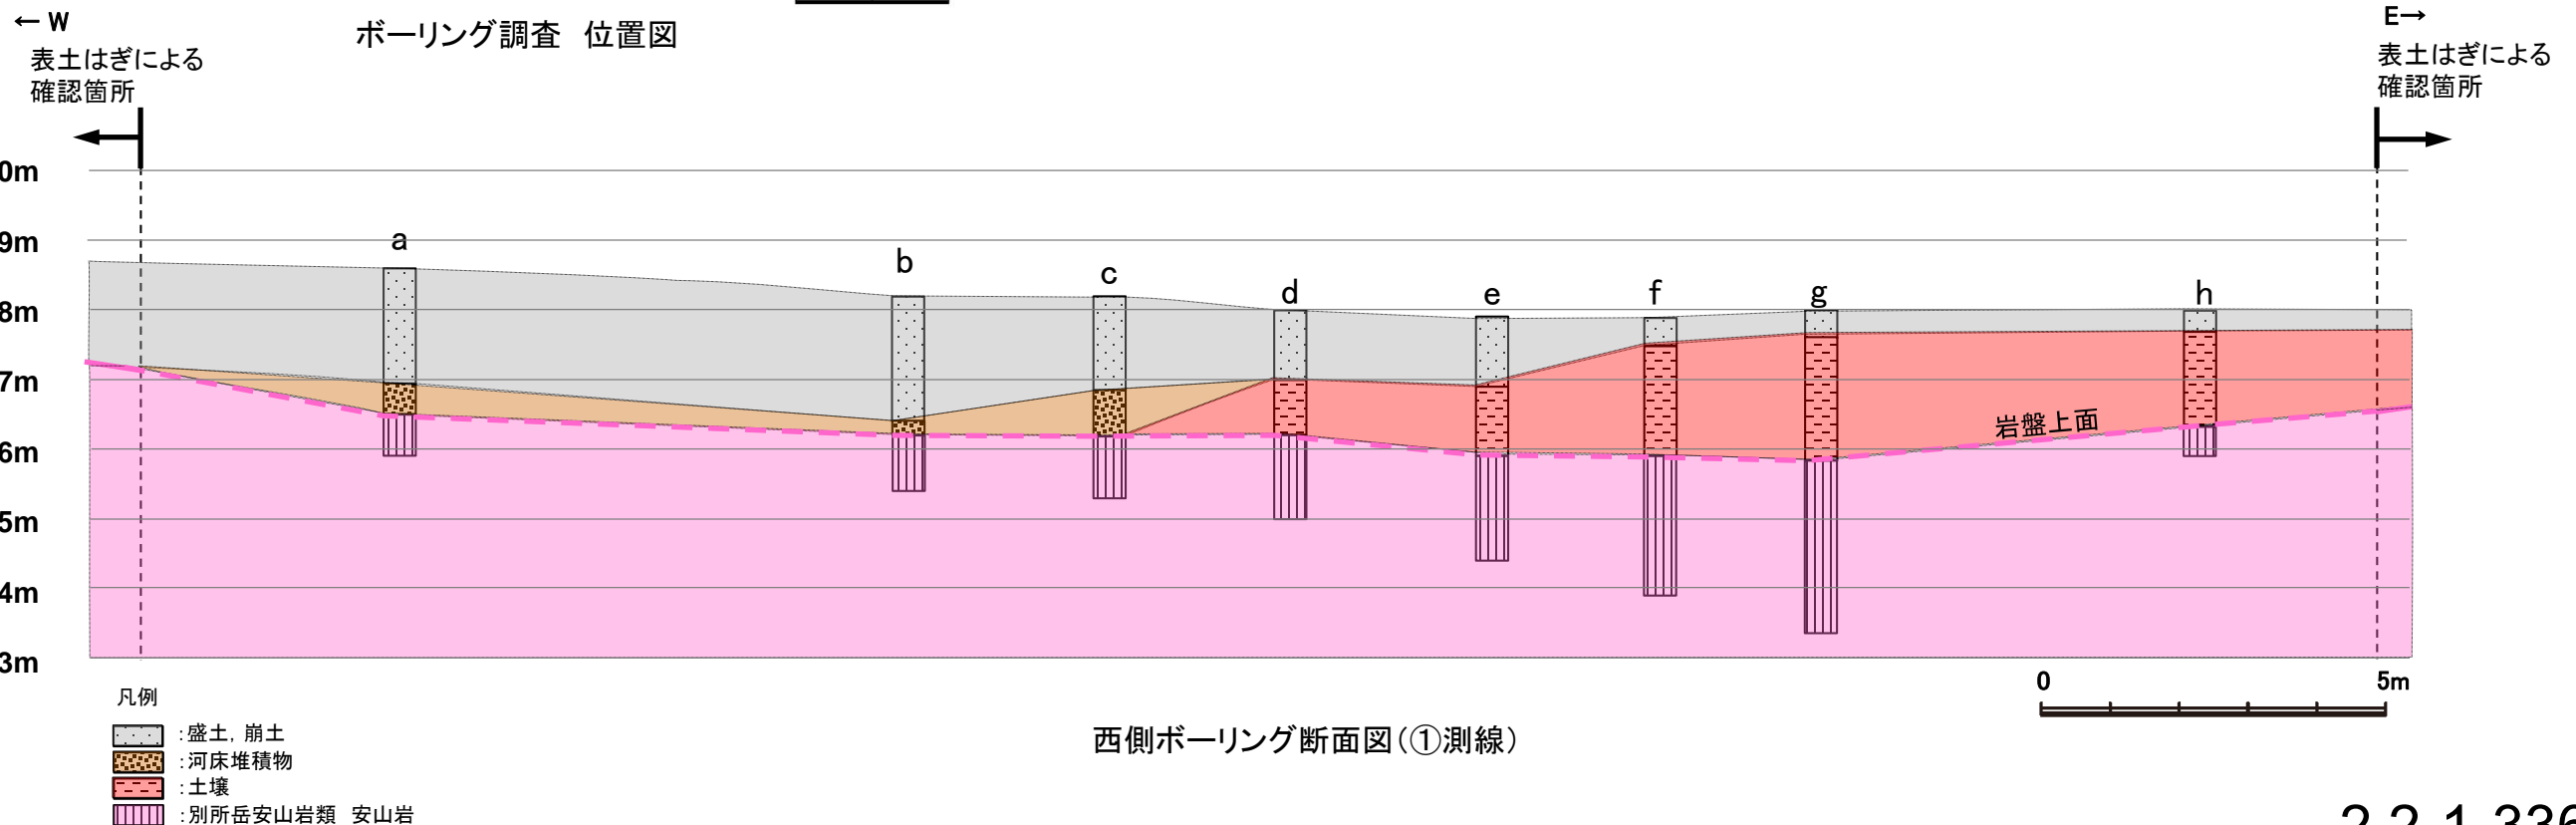 ← W
E→
ボーリング調査 位置図
表土はぎによる
確認箇所
表土はぎによる
確認箇所
0m
9m
8m
7m
6m
5m
4m
3m
a
b
c
d
e
f
g
h
岩盤上面
0 5m
凡例
:盛土, 崩土
:河床堆積物
:土壌
:別所岳安山岩類 安山岩
西側ボーリング断面図(①測線)
2.2.1.336